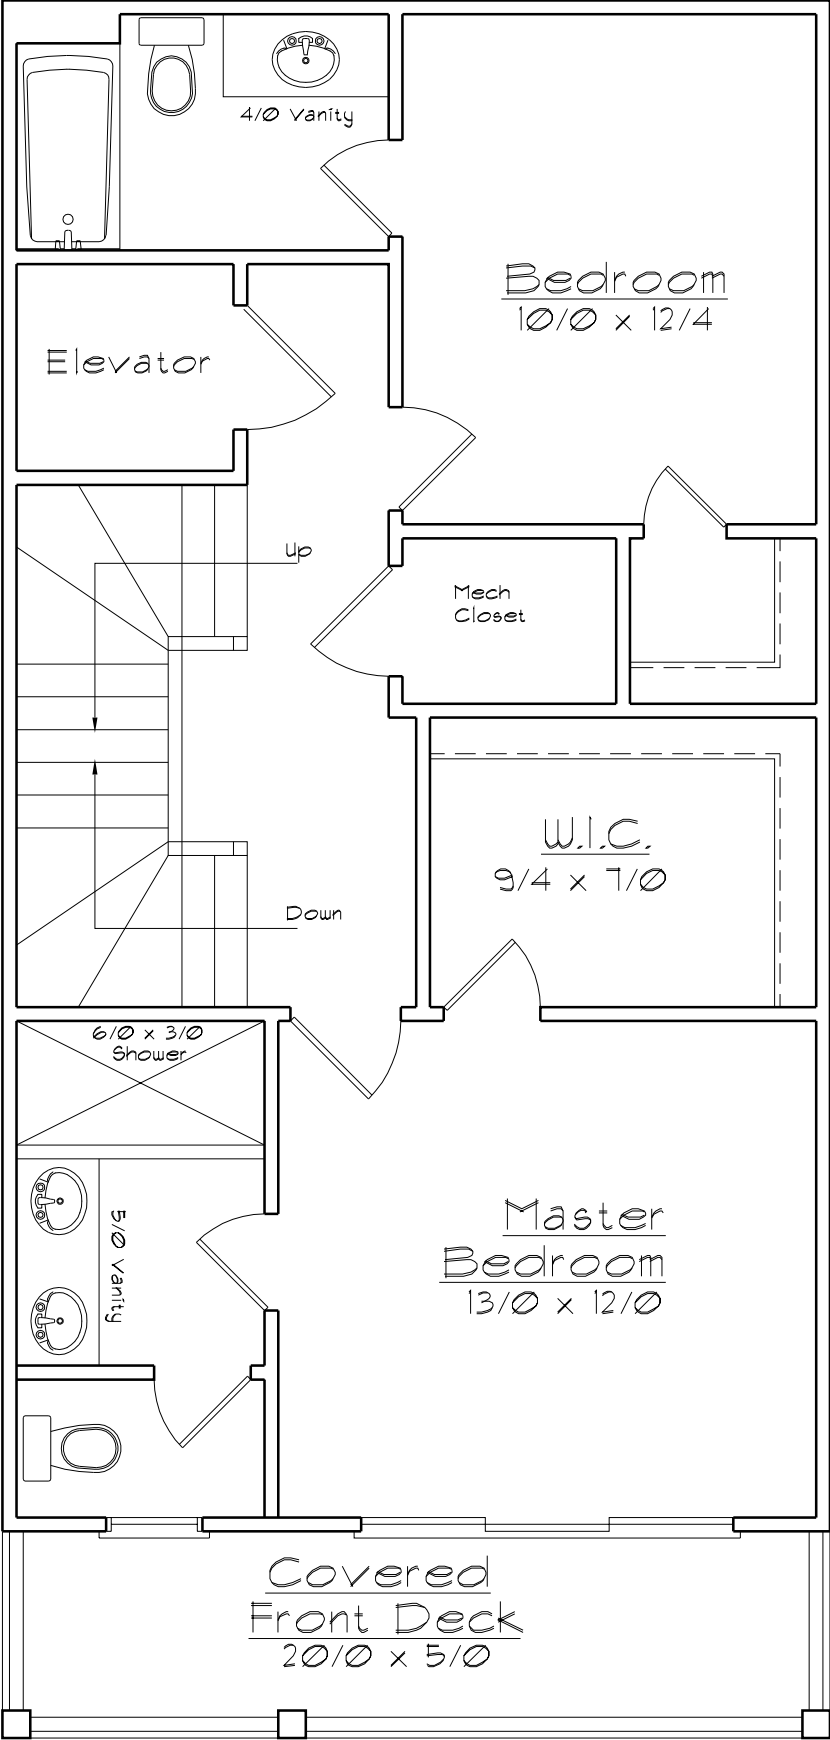 4/0 Vanity
Bedroom
10/0 x 12/4
Elevator
Up
Mech
Closet
W.I.C.
9/4 x 7/0
Down
6/0 x 3/0
Shower
5/0 Vanity
Master
Bedroom
13/0 x 12/0
Covered
Front Deck
20/0 x 5/0